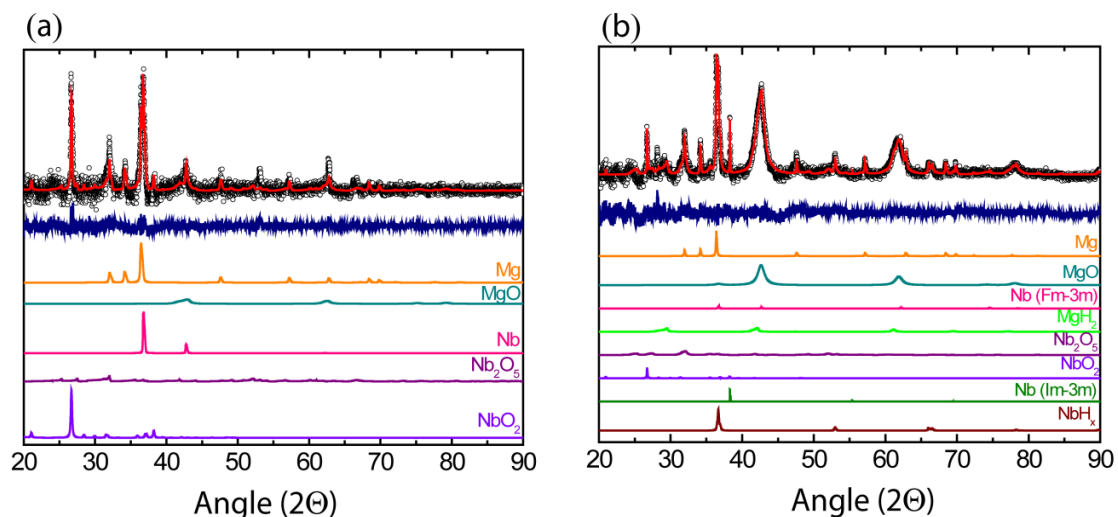 (a)
Mg
MgO
Nb
Nb₂O₅
NbO₂
20 30 40 50 60 70 80 90
Angle (2Θ)
(b)
Mg
MgO
Nb (Fm-3m)
MgH₂
Nb₂O₅
NbO₂
Nb (Im-3m)
NbHₓ
20 30 40 50 60 70 80 90
Angle (2Θ)